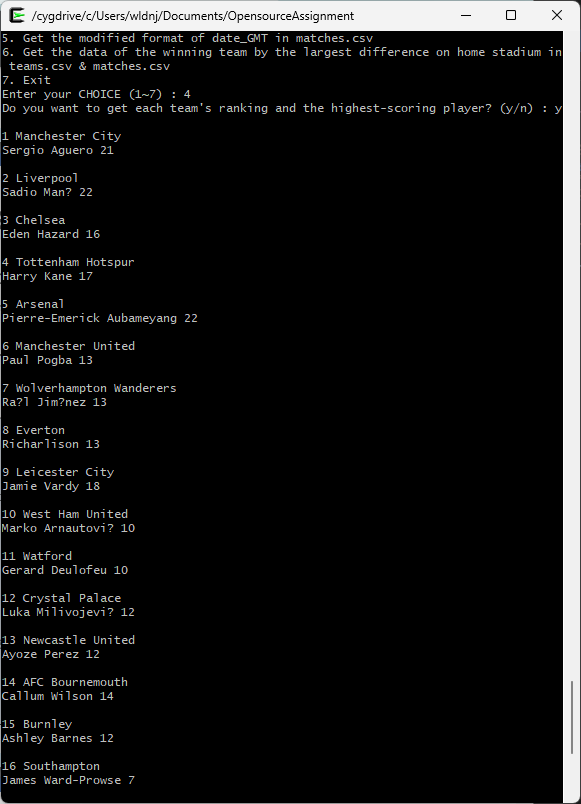 /cygdrive/c/Users/wldnj/Documents/OpensourceAssignment
5. Get the modified format of date_GMT in matches.csv
6. Get the data of the winning team by the largest difference on home stadium in
 teams.csv & matches.csv
7. Exit
Enter your CHOICE (1~7) : 4
Do you want to get each team's ranking and the highest-scoring player? (y/n) : y
1 Manchester City
Sergio Aguero 21
2 Liverpool
Sadio Man? 22
3 Chelsea
Eden Hazard 16
4 Tottenham Hotspur
Harry Kane 17
5 Arsenal
Pierre-Emerick Aubameyang 22
6 Manchester United
Paul Pogba 13
7 Wolverhampton Wanderers
Ra?l Jim?nez 13
8 Everton
Richarlison 13
9 Leicester City
Jamie Vardy 18
10 West Ham United
Marko Arnautovi? 10
11 Watford
Gerard Deulofeu 10
12 Crystal Palace
Luka Milivojevi? 12
13 Newcastle United
Ayoze Perez 12
14 AFC Bournemouth
Callum Wilson 14
15 Burnley
Ashley Barnes 12
16 Southampton
James Ward-Prowse 7